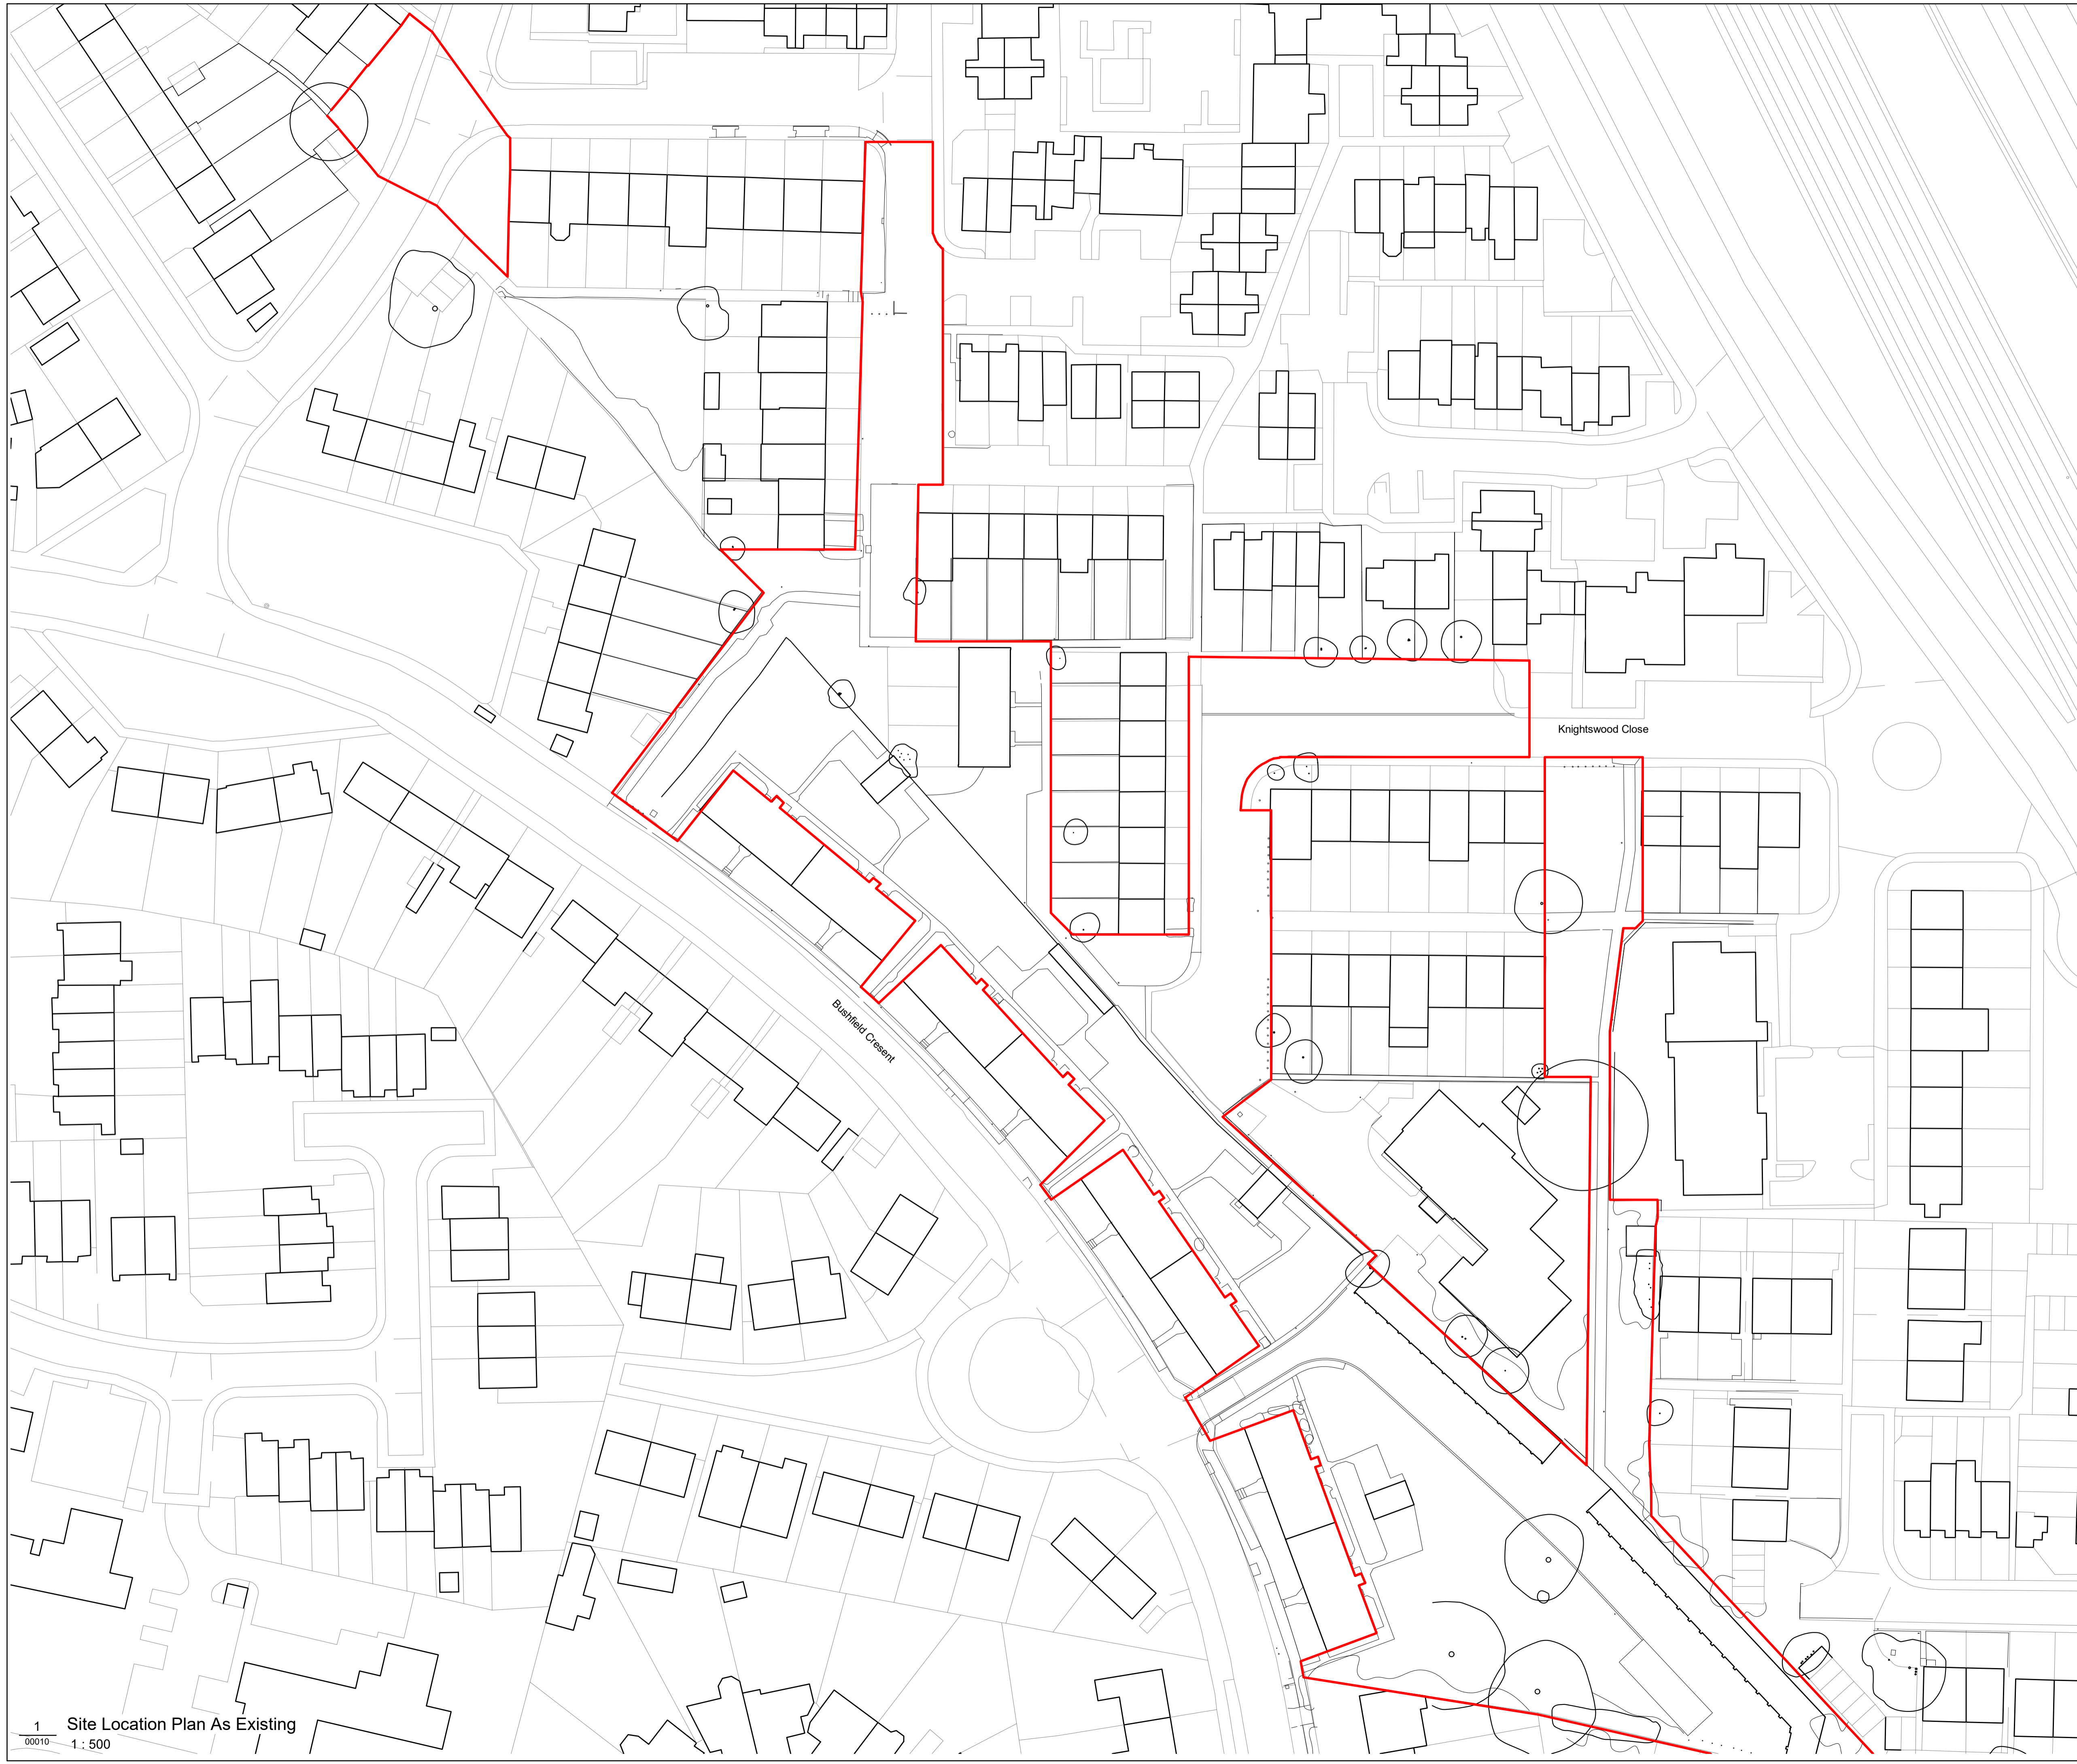 Knightswood Close
Bushfield Cresent
1
00010
Site Location Plan As Existing
1 : 500